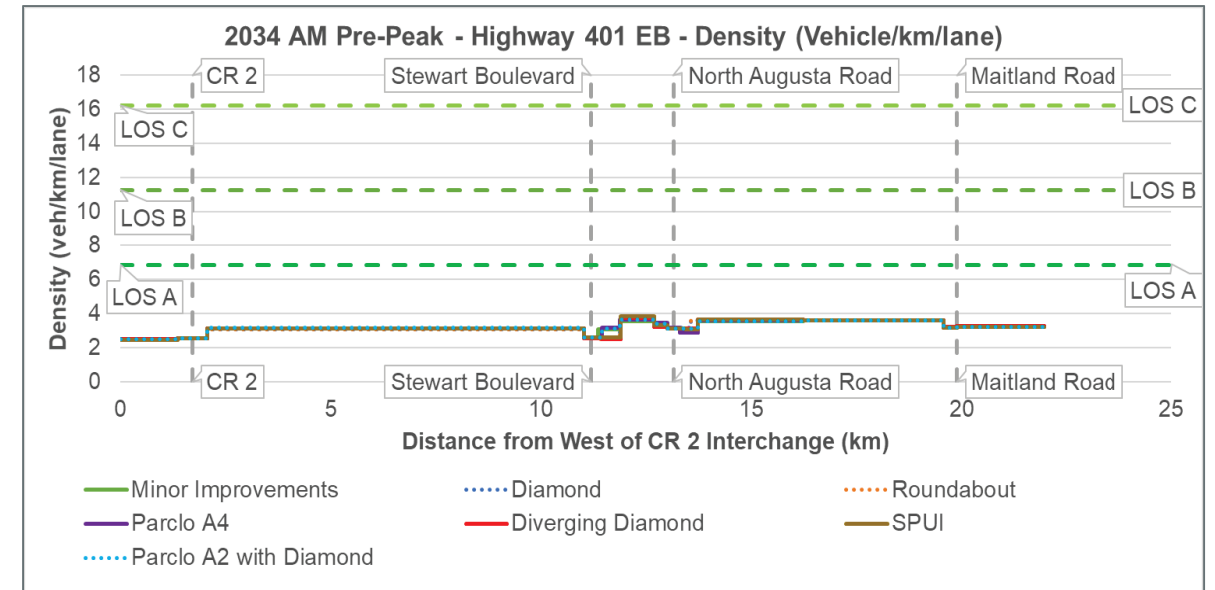 2034 AM Pre-Peak - Highway 401 EB - Density (Vehicle/km/lane)
Density (veh/km/lane)
18
16
14
12
10
8
6
4
2
0
CR 2
Stewart Boulevard
North Augusta Road
Maitland Road
LOS C
LOS C
LOS B
LOS B
LOS A
LOS A
CR 2
Stewart Boulevard
North Augusta Road
Maitland Road
0
5
10
15
20
25
Distance from West of CR 2 Interchange (km)
Minor Improvements
Diamond
Roundabout
Parclo A4
Diverging Diamond
SPUI
Parclo A2 with Diamond